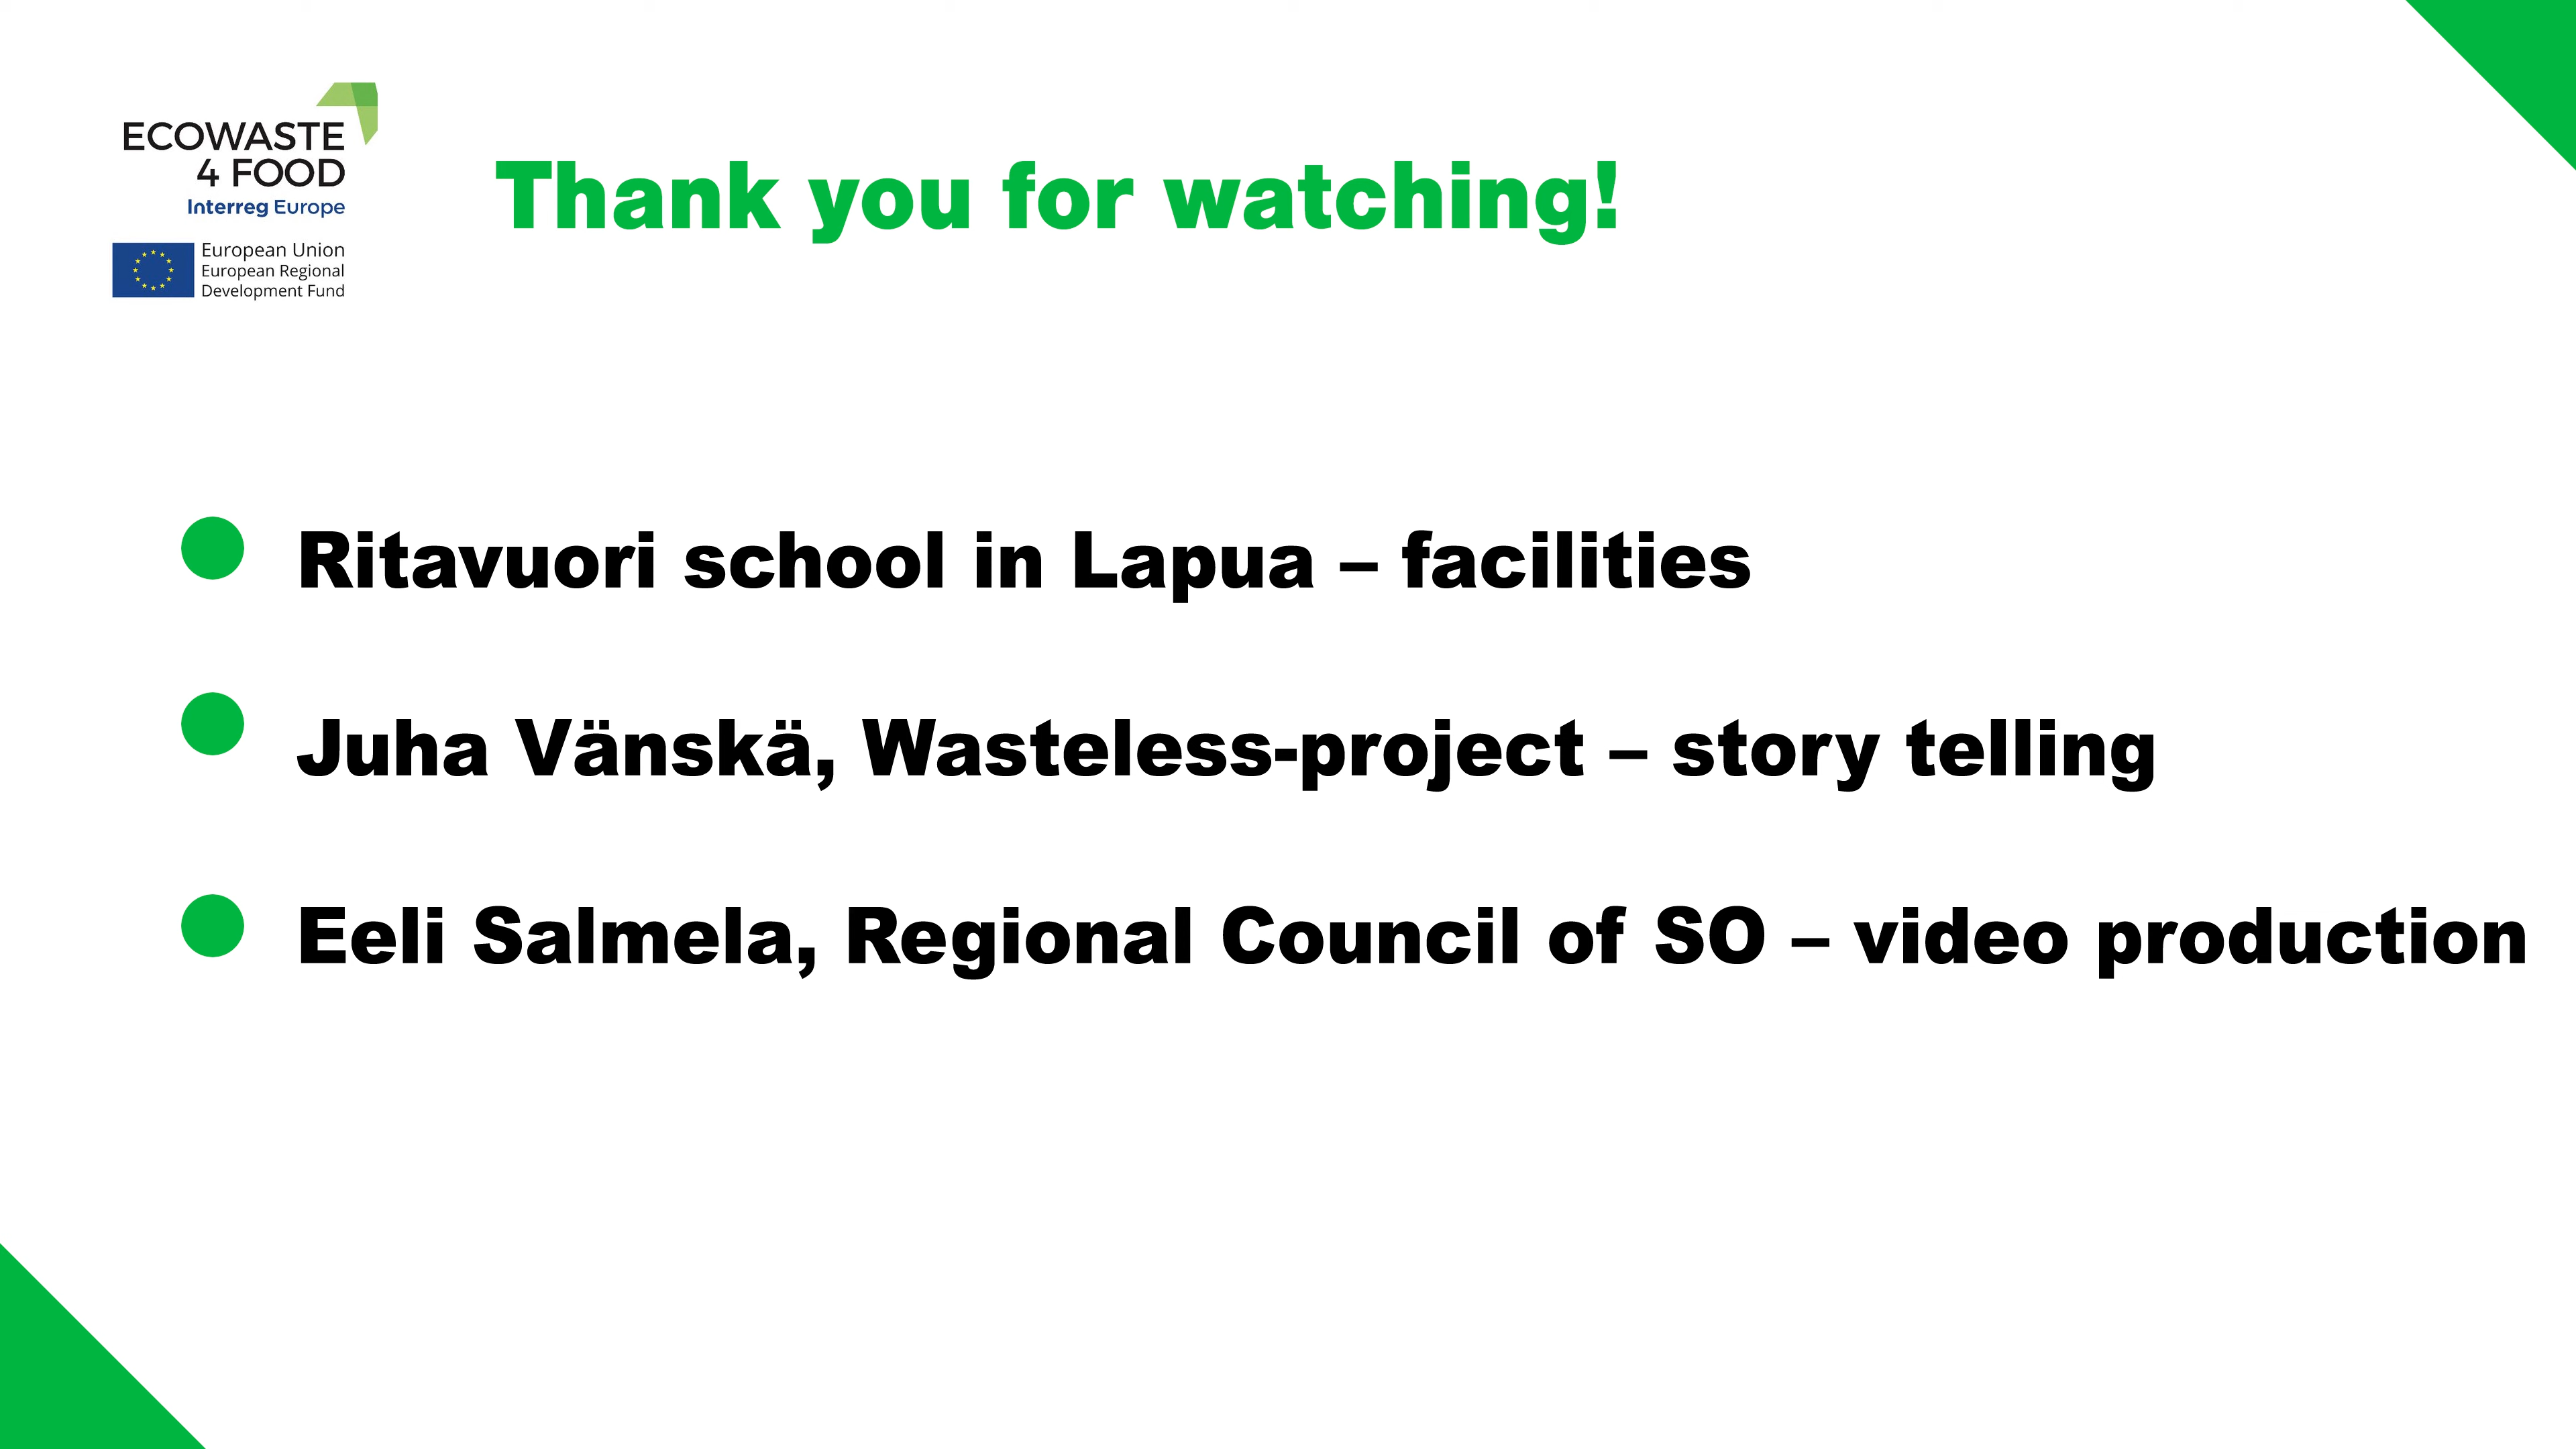 ECOWASTE
4 FOOD
Interreg Europe
European Union
European Regional
Development Fund
Thank you for watching!
Ritavuori school in Lapua – facilities
Juha Vänskä, Wasteless-project – story telling
Eeli Salmela, Regional Council of SO – video production